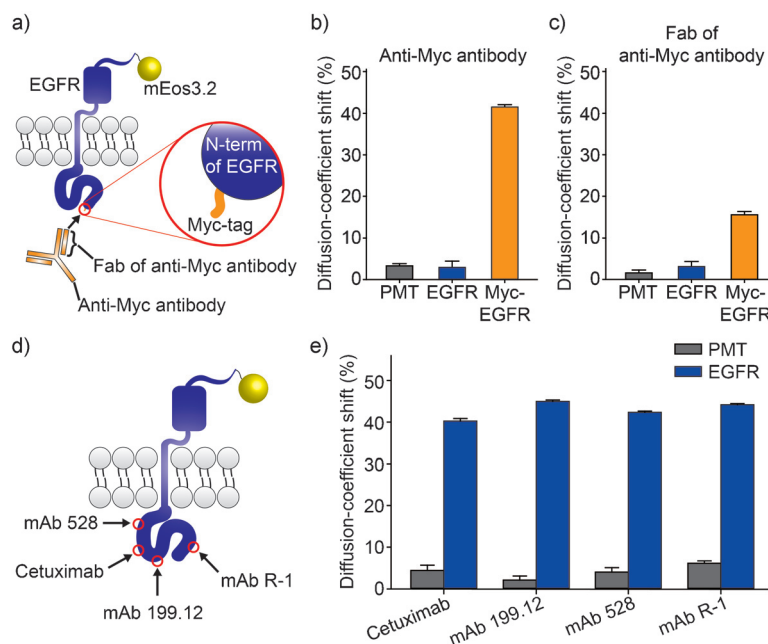 a)
EGFR
mEos3.2
N-term
of EGFR
Myc-tag
Fab of anti-Myc antibody
Anti-Myc antibody
b)
Anti-Myc antibody
Diffusion-coefficient shift (%)
50
40
30
20
10
0
PMT
EGFR
Myc-
EGFR
c)
Fab of
anti-Myc antibody
Diffusion-coefficient shift (%)
50
40
30
20
10
0
PMT
EGFR
Myc-
EGFR
d)
mAb 528
Cetuximab
mAb 199.12
mAb R-1
e)
PMT
EGFR
Diffusion-coefficient shift (%)
50
40
30
20
10
0
Cetuximab
mAb 199.12
mAb 528
mAb R-1